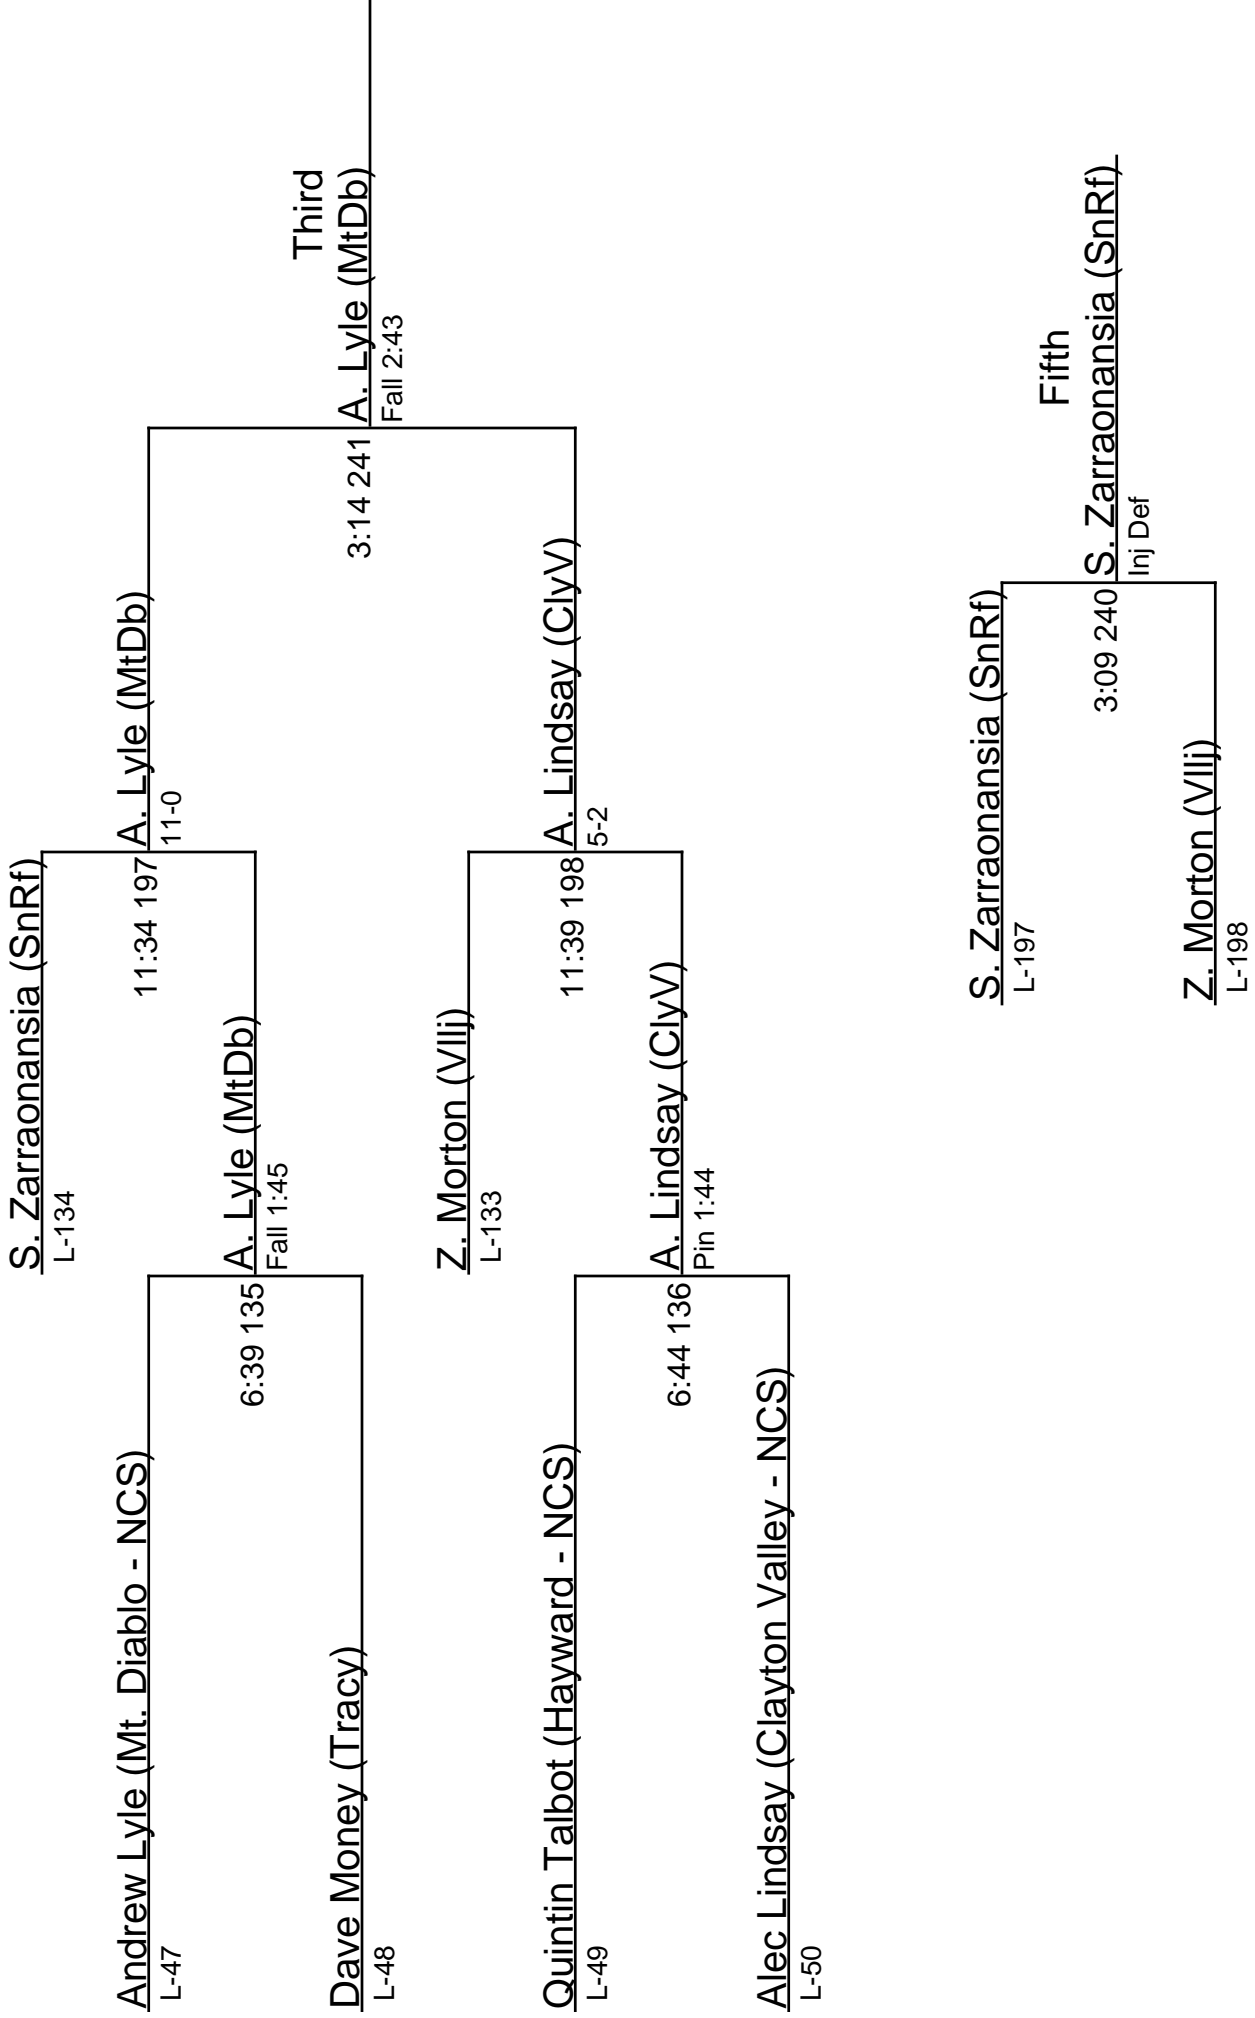 S. Zarraonansia (SnRf)
L-134
Andrew Lyle (Mt. Diablo - NCS)
L-47
6:39 135
A. Lyle (MtDb)
Fall 1:45
Dave Money (Tracy)
L-48
11:34 197
A. Lyle (MtDb)
11-0
Z. Morton (Vllj)
L-133
Quintin Talbot (Hayward - NCS)
L-49
6:44 136
A. Lindsay (ClyV)
Pin 1:44
Alec Lindsay (Clayton Valley - NCS)
L-50
11:39 198
A. Lindsay (ClyV)
5-2
Third
3:14 241
A. Lyle (MtDb)
Fall 2:43
S. Zarraonansia (SnRf)
L-197
Fifth
3:09 240
S. Zarraonansia (SnRf)
Inj Def
Z. Morton (Vllj)
L-198